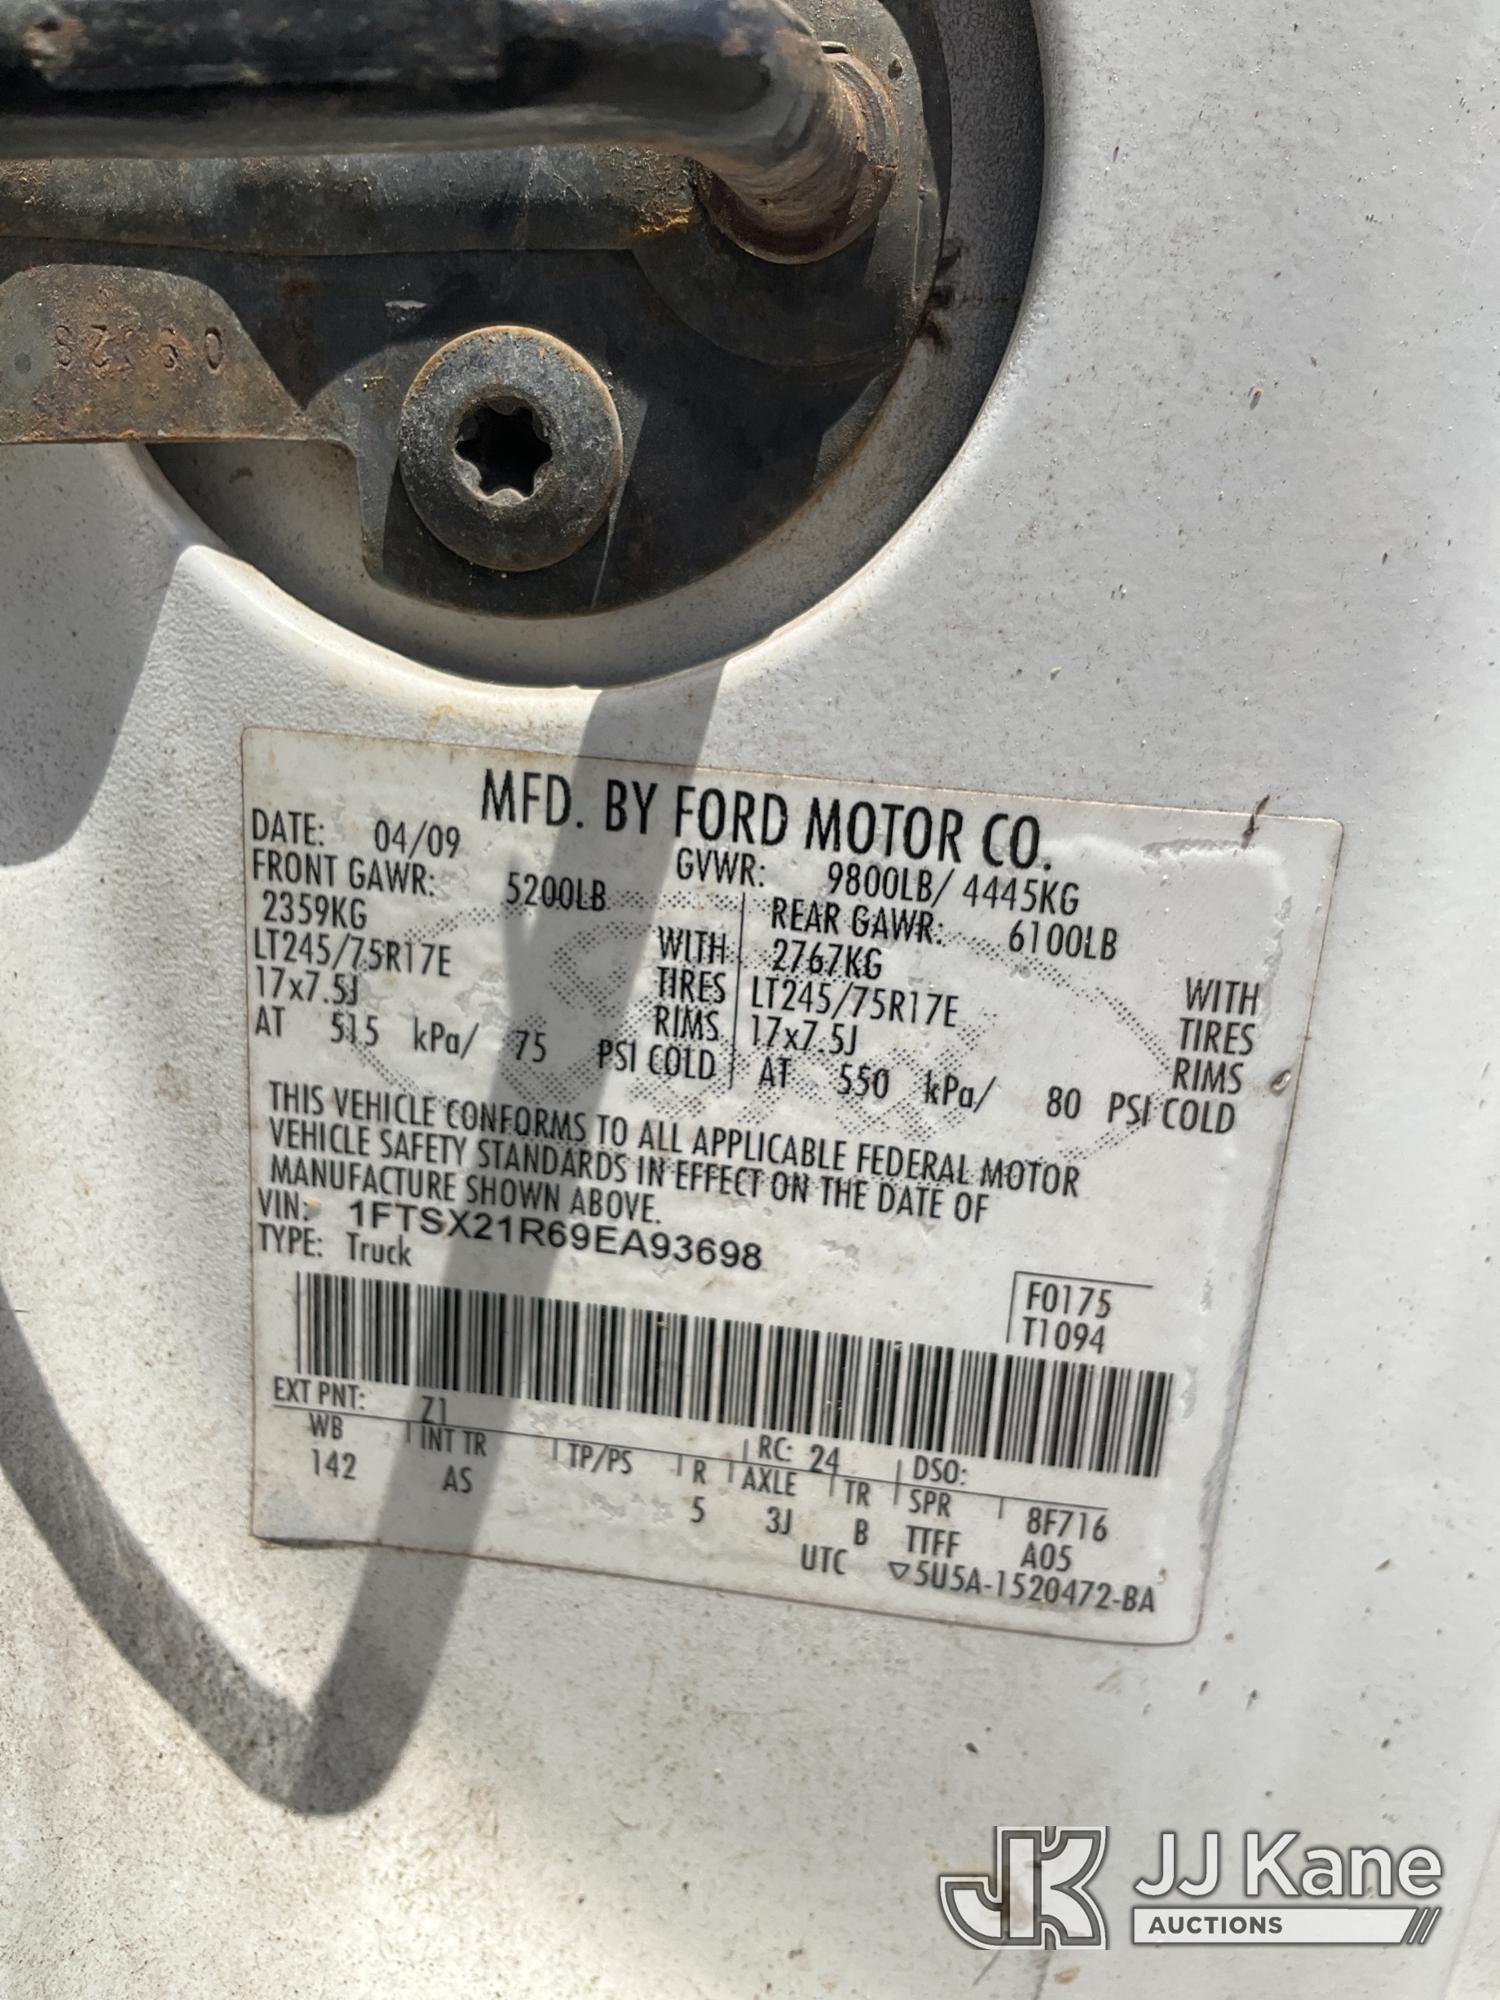 MFD. BY FORD MOTOR CO.
DATE: 04/09 GVWR: 9800LB/ 4445KG
FRONT GAWR: 5200LB REAR GAWR: 6100LB
2359KG WITH 2767KG WITH
LT245/75R17E TIRES LT245/75R17E TIRES
17x7.5J RIMS 17x7.5J RIMS
AT 515 kPa/ 75 PSI COLD AT 550 kPa/ 80 PSI COLD
THIS VEHICLE CONFORMS TO ALL APPLICABLE FEDERAL MOTOR
VEHICLE SAFETY STANDARDS IN EFFECT ON THE DATE OF
MANUFACTURE SHOWN ABOVE.
VIN: 1FTSX21R69EA93698
TYPE: Truck
F0175
T1094
EXT PNT: Z1 RC: 24 DSO:
WB INT TR TP/PS R AXLE TR SPR 8F716
142 AS 5 3J B TTFF A05
UTC ▽5U5A-1520472-BA
JK JJ Kane
AUCTIONS